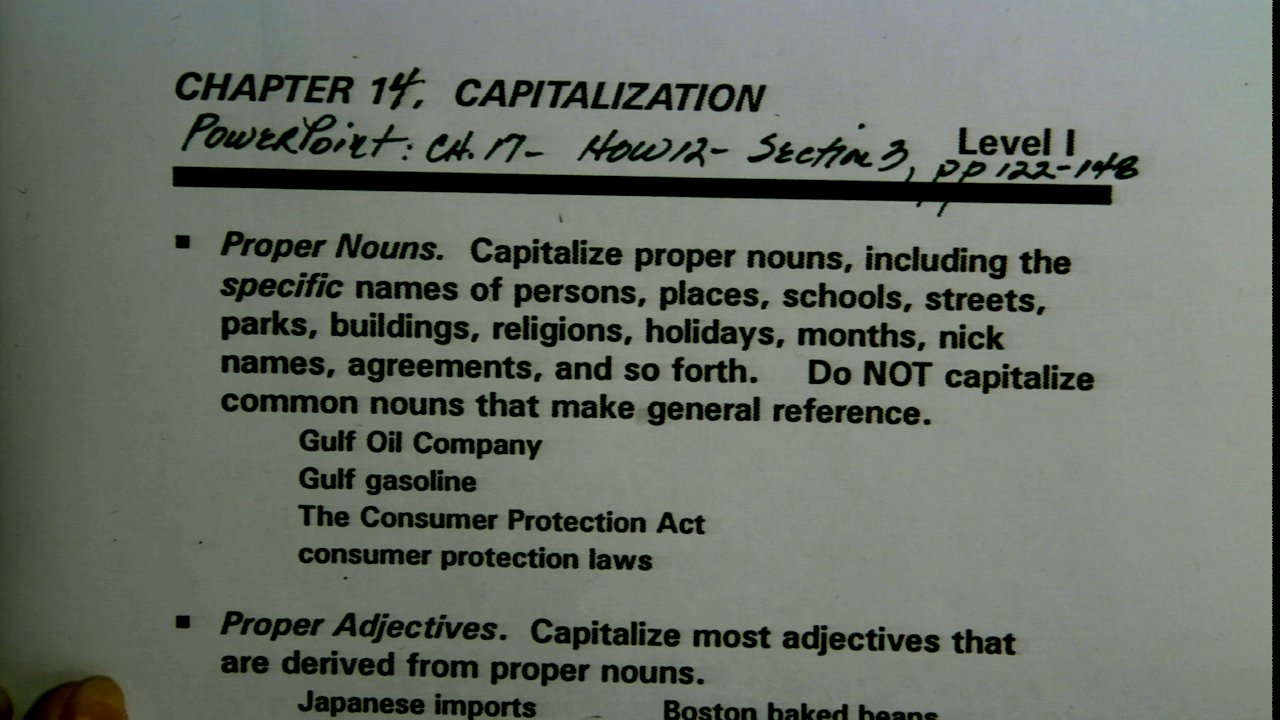 CHAPTER 14, CAPITALIZATION
PowerPoint: CH. 17- HOW12- Section 3, pp 122-148
Level I
▪ Proper Nouns. Capitalize proper nouns, including the
specific names of persons, places, schools, streets,
parks, buildings, religions, holidays, months, nick
names, agreements, and so forth. Do NOT capitalize
common nouns that make general reference.
Gulf Oil Company
Gulf gasoline
The Consumer Protection Act
consumer protection laws
▪ Proper Adjectives. Capitalize most adjectives that
are derived from proper nouns.
Japanese imports Boston baked beans